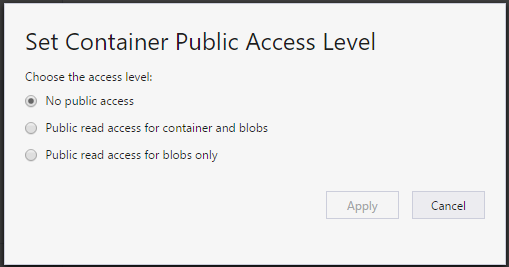 Set Container Public Access Level
Choose the access level:
No public access
Public read access for container and blobs
Public read access for blobs only
Apply
Cancel